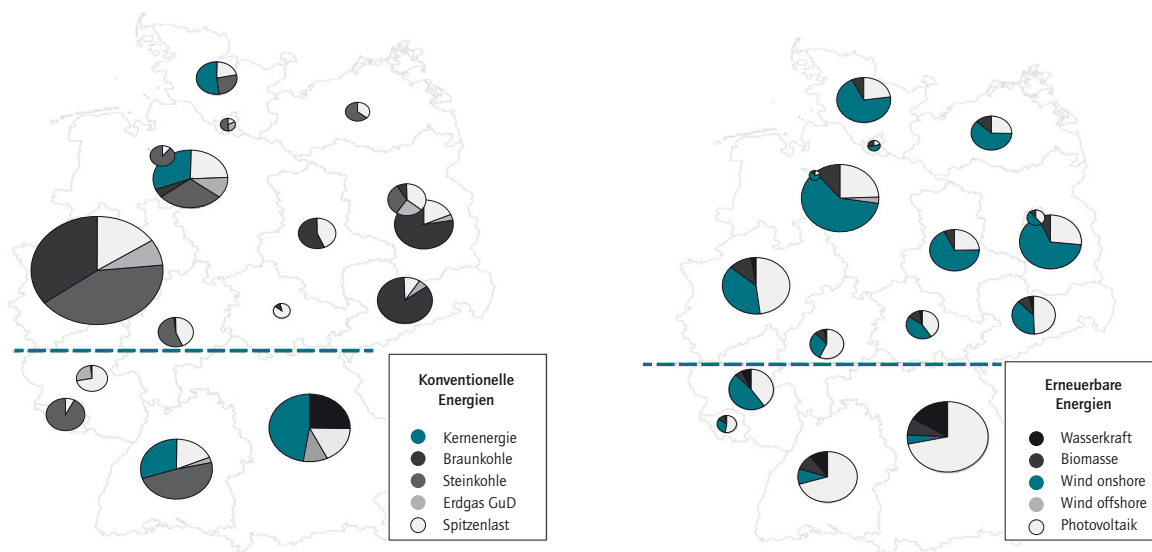 Konventionelle
Energien
Kernenergie
Braunkohle
Steinkohle
Erdgas GuD
Spitzenlast
Erneuerbare
Energien
Wasserkraft
Biomasse
Wind onshore
Wind offshore
Photovoltaik